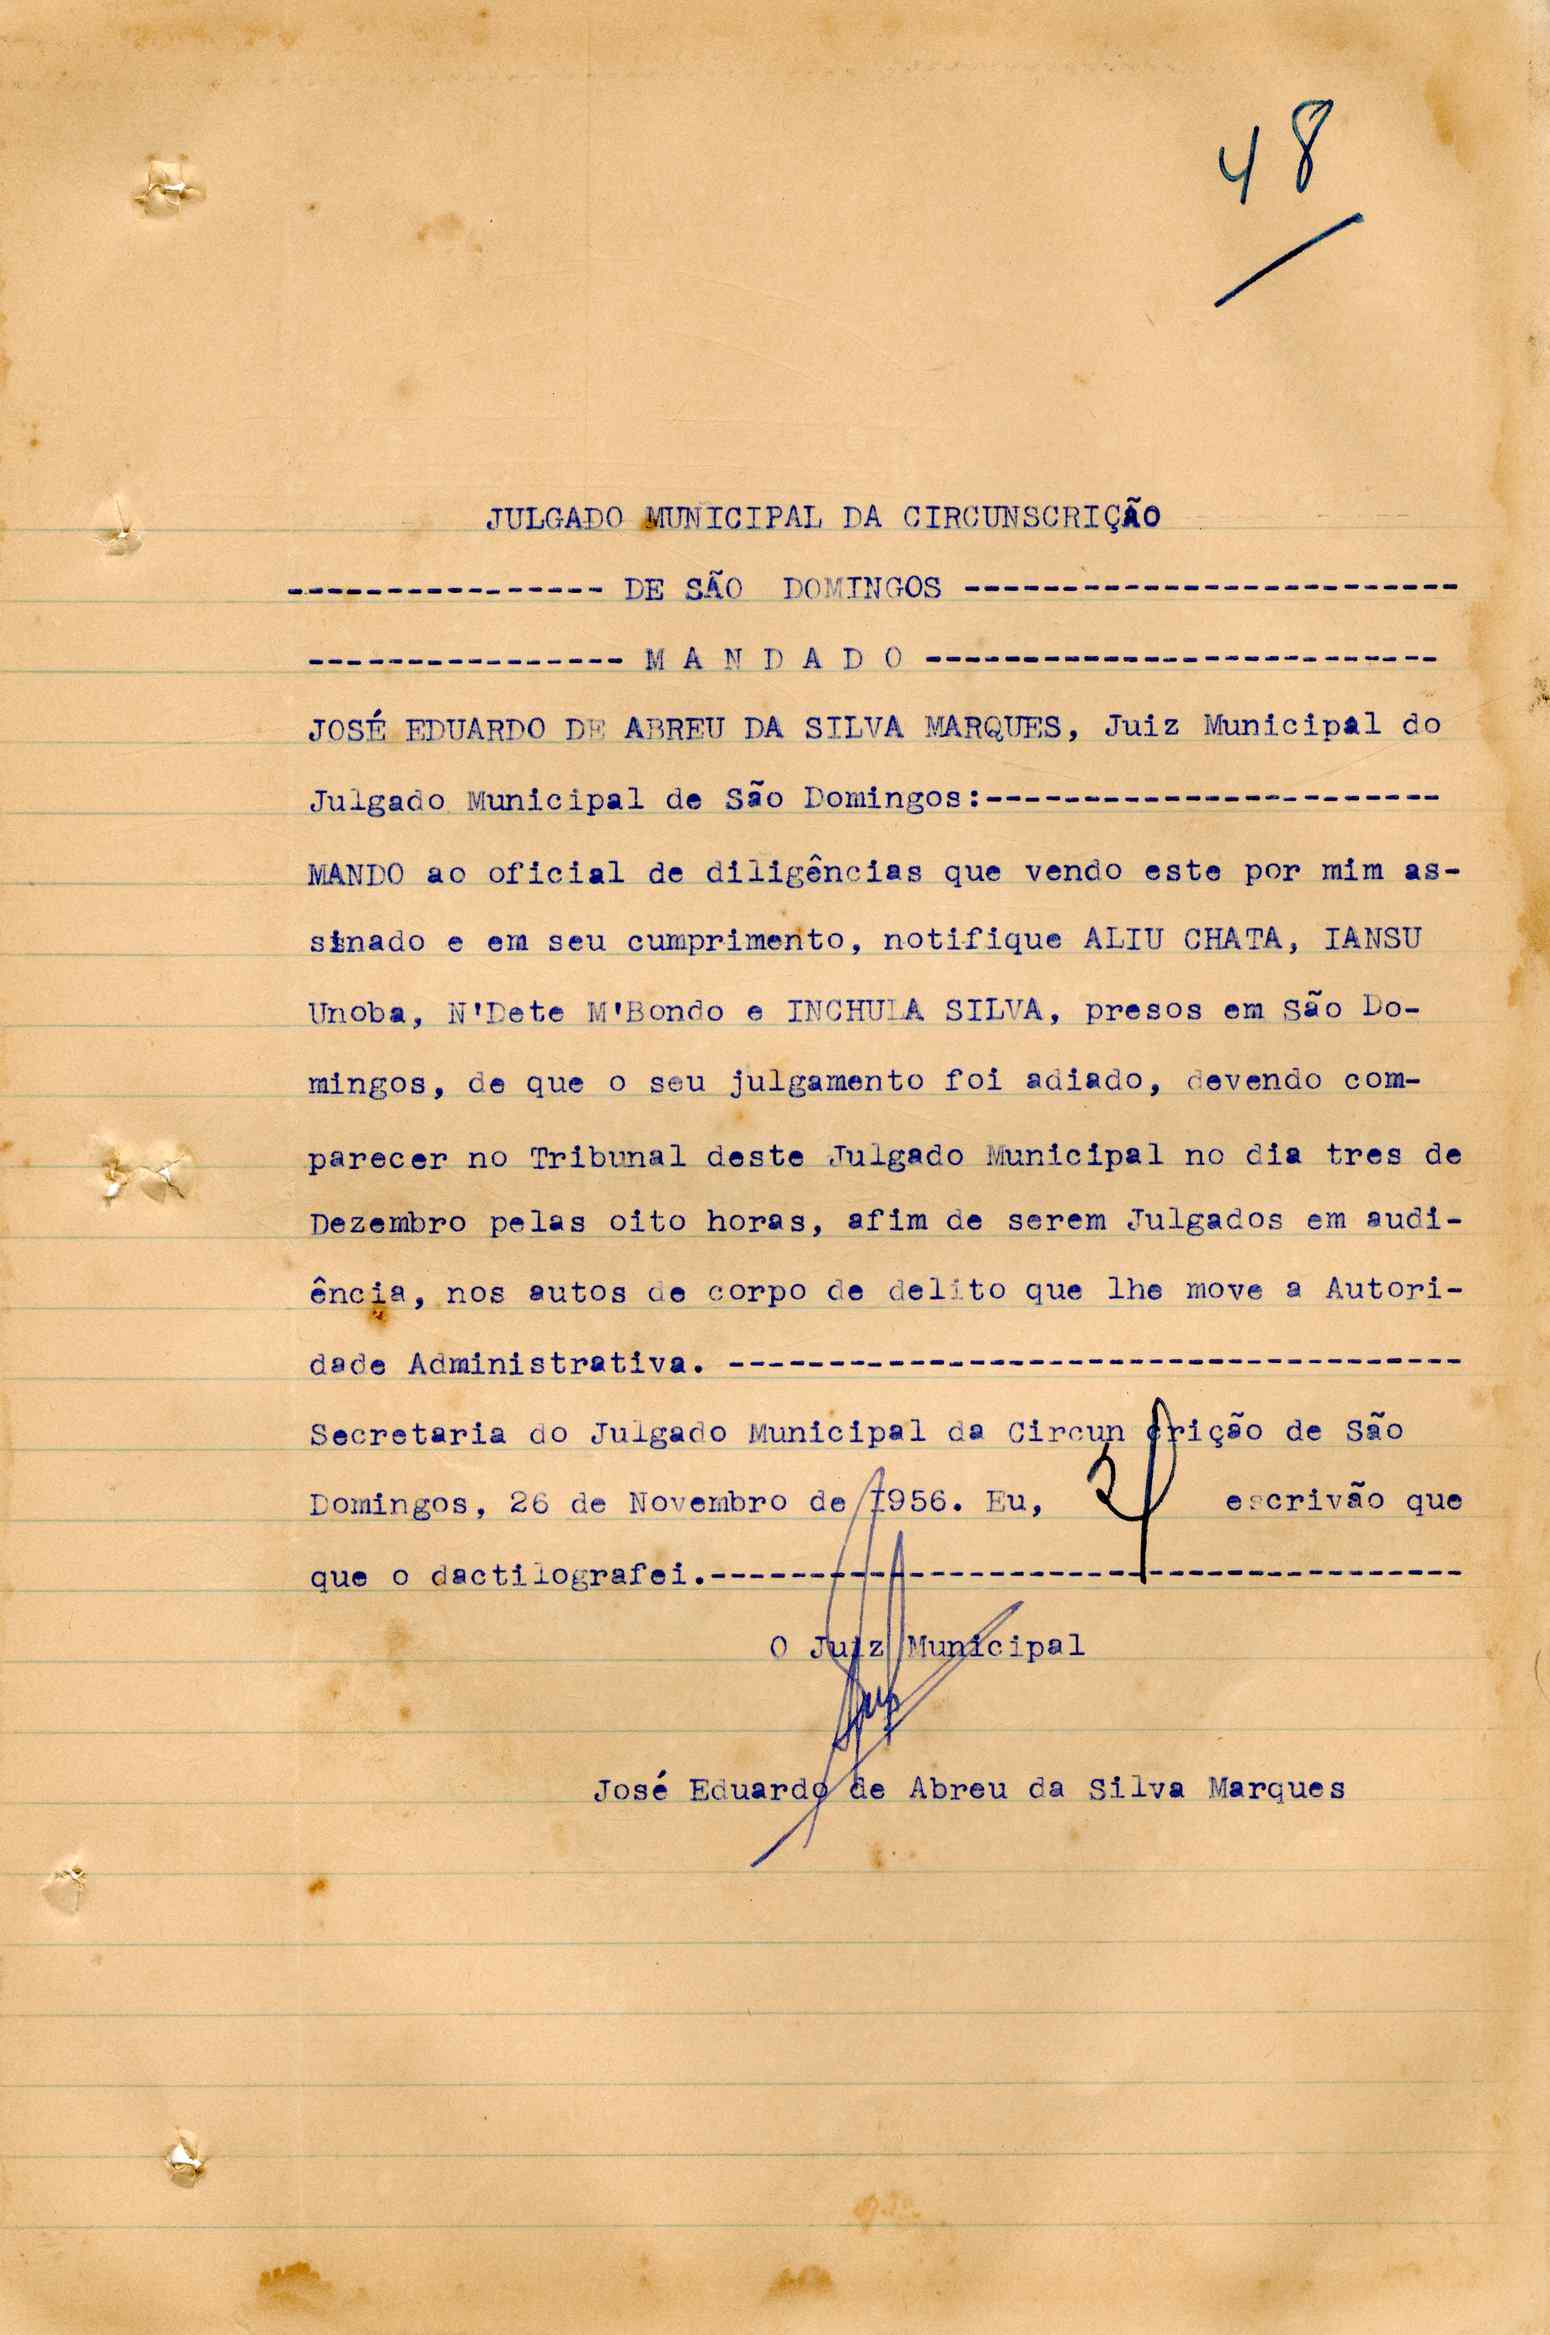 48
JULGADO MUNICIPAL DA CIRCUNSCRIÇÃO
---------------- DE SÃO DOMINGOS -------------------------
---------------- M A N D A D O --------------------------
JOSÉ EDUARDO DE ABREU DA SILVA MARQUES, Juiz Municipal do
Julgado Municipal de São Domingos:-----------------------
MANDO ao oficial de diligências que vendo este por mim as-
sinado e em seu cumprimento, notifique ALIU CHATA, IANSU
Unoba, N'Dete M'Bondo e INCHULA SILVA, presos em São Do-
mingos, de que o seu julgamento foi adiado, devendo com-
parecer no Tribunal deste Julgado Municipal no dia tres de
Dezembro pelas oito horas, afim de serem Julgados em audi-
ência, nos autos de corpo de delito que lhe move a Autori-
dade Administrativa. -------------------------------------
Secretaria do Julgado Municipal da Circun crição de São
Domingos, 26 de Novembro de 1956. Eu, escrivão que
que o dactilografei.--------------------------------------
O Juiz Municipal
José Eduardo de Abreu da Silva Marques